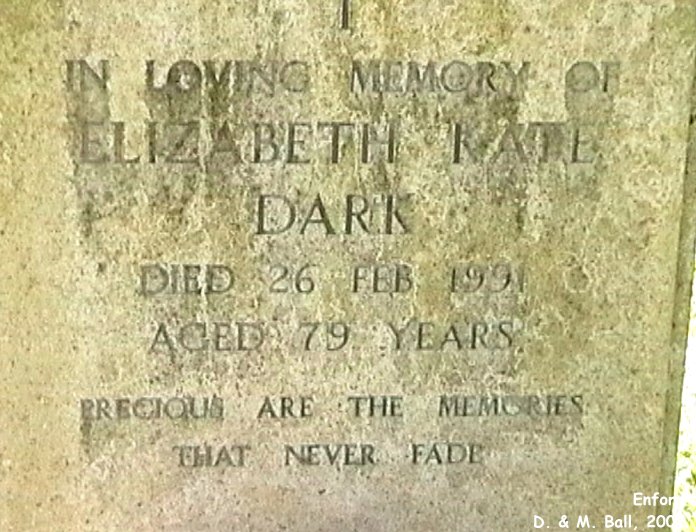 IN LOVING MEMORY OF
ELIZABETH KATE
DARK
DIED 26 FEB 1991
AGED 79 YEARS
PRECIOUS ARE THE MEMORIES
THAT NEVER FADE
D. & M. Ball,